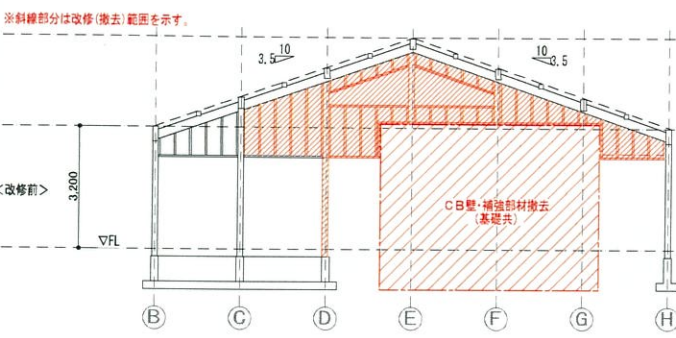 ※斜線部分は改修(撤去)範囲を示す。
10
3.5
10
3.5
<改修前>
3,200
▽FL
CB壁・補強部材撤去
(基礎共)
B C D E F G H